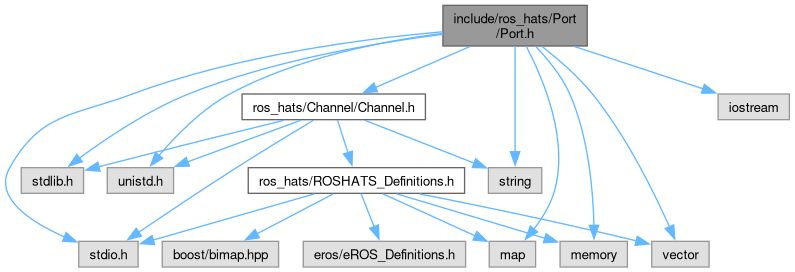 include/ros_hats/Port
/Port.h
ros_hats/Channel/Channel.h
iostream
stdlib.h
unistd.h
ros_hats/ROSHATS_Definitions.h
string
stdio.h
boost/bimap.hpp
eros/eROS_Definitions.h
map
memory
vector